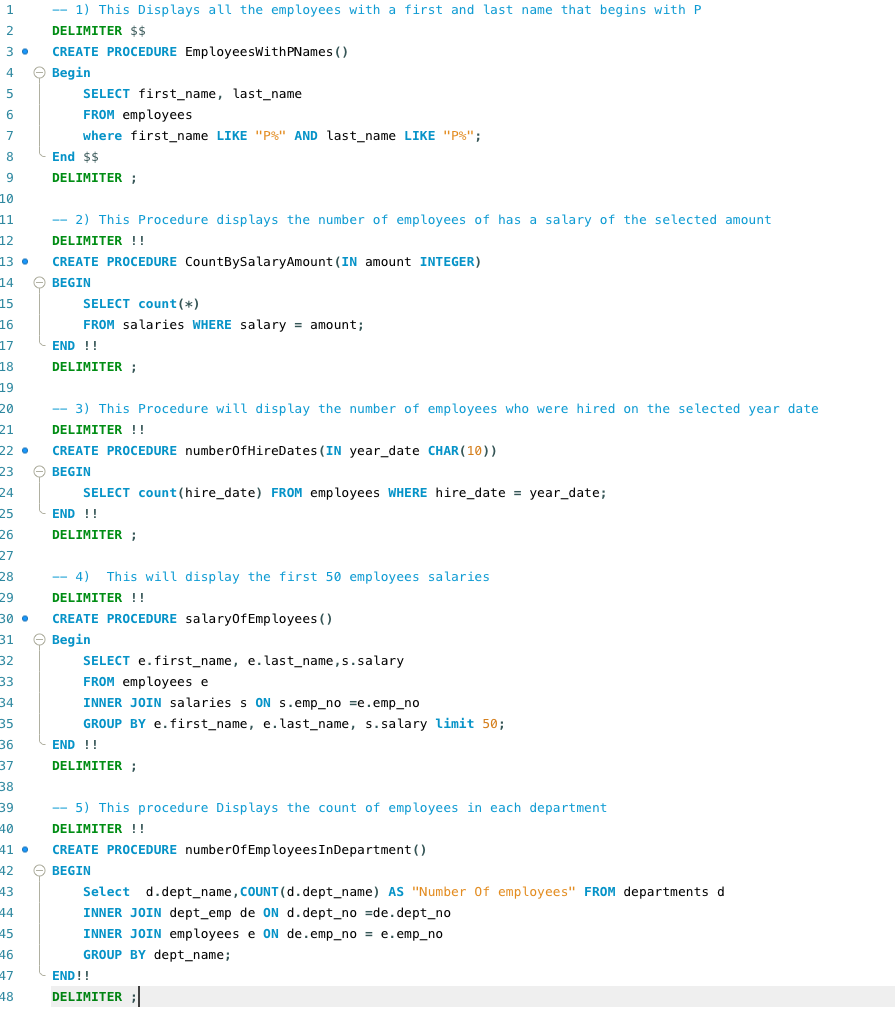 1 -- 1) This Displays all the employees with a first and last name that begins with P
2 DELIMITER $$
3 CREATE PROCEDURE EmployeesWithPNames()
4 Begin
5 SELECT first_name, last_name
6 FROM employees
7 where first_name LIKE "P%" AND last_name LIKE "P%";
8 End $$
9 DELIMITER ;
10
11 -- 2) This Procedure displays the number of employees of has a salary of the selected amount
12 DELIMITER !!
13 CREATE PROCEDURE CountBySalaryAmount(IN amount INTEGER)
14 BEGIN
15 SELECT count(*)
16 FROM salaries WHERE salary = amount;
17 END !!
18 DELIMITER ;
19
20 -- 3) This Procedure will display the number of employees who were hired on the selected year date
21 DELIMITER !!
22 CREATE PROCEDURE numberOfHireDates(IN year_date CHAR(10))
23 BEGIN
24 SELECT count(hire_date) FROM employees WHERE hire_date = year_date;
25 END !!
26 DELIMITER ;
27
28 -- 4)  This will display the first 50 employees salaries
29 DELIMITER !!
30 CREATE PROCEDURE salaryOfEmployees()
31 Begin
32 SELECT e.first_name, e.last_name,s.salary
33 FROM employees e
34 INNER JOIN salaries s ON s.emp_no =e.emp_no
35 GROUP BY e.first_name, e.last_name, s.salary limit 50;
36 END !!
37 DELIMITER ;
38
39 -- 5) This procedure Displays the count of employees in each department
40 DELIMITER !!
41 CREATE PROCEDURE numberOfEmployeesInDepartment()
42 BEGIN
43 Select  d.dept_name,COUNT(d.dept_name) AS "Number Of employees" FROM departments d
44 INNER JOIN dept_emp de ON d.dept_no =de.dept_no
45 INNER JOIN employees e ON de.emp_no = e.emp_no
46 GROUP BY dept_name;
47 END!!
48 DELIMITER ;